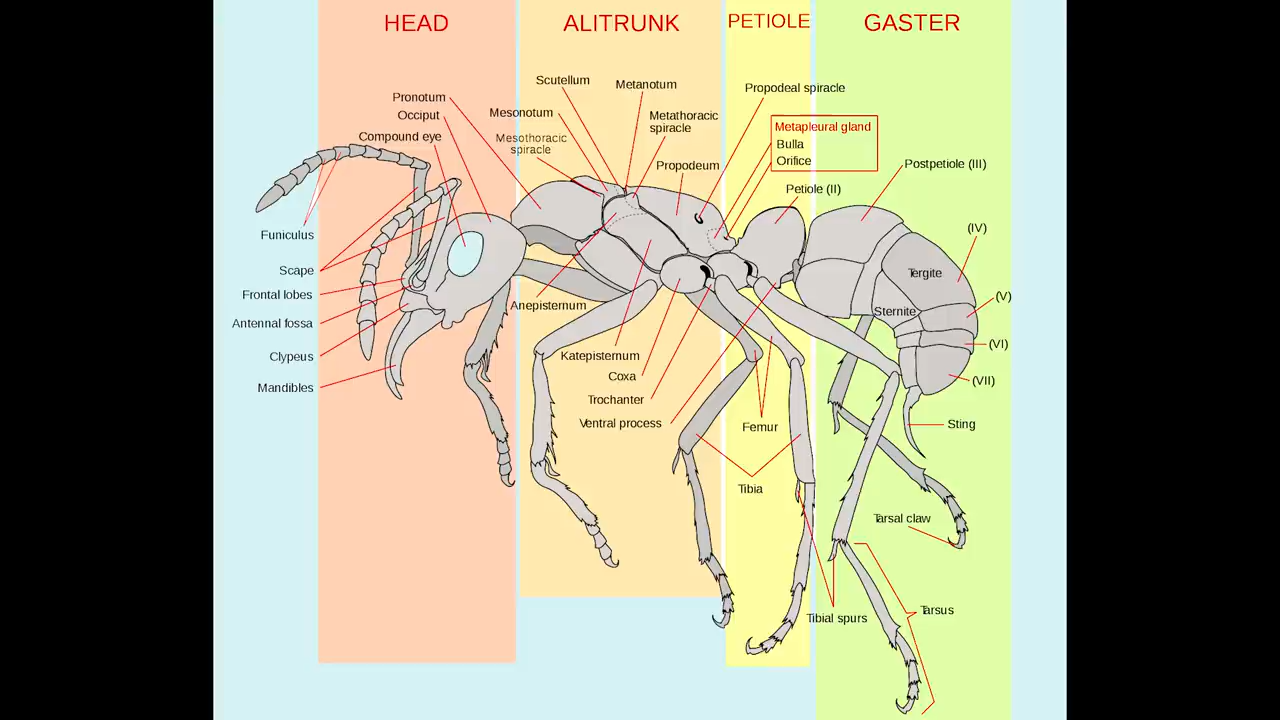 HEAD
ALITRUNK
PETIOLE
GASTER
Scutellum
Metanotum
Propodeal spiracle
Pronotum
Occiput
Compound eye
Mesonotum
Mesothoracic
spiracle
Metathoracic
spiracle
Propodeum
Metapleural gland
Bulla
Orifice
Petiole (II)
Postpetiole (III)
(IV)
Tergite
(V)
Sternite
(VI)
(VII)
Funiculus
Scape
Frontal lobes
Antennal fossa
Clypeus
Mandibles
Anepisternum
Katepisternum
Coxa
Trochanter
Ventral process
Femur
Tibia
Sting
Tarsal claw
Tibial spurs
Tarsus